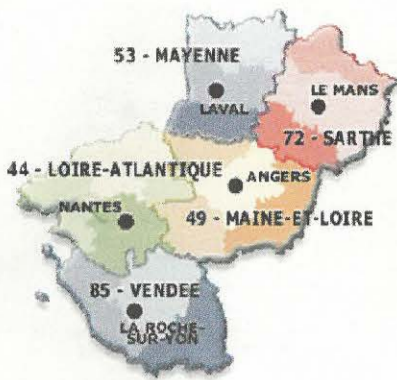 53 - MAYENNE
LAVAL
LE MANS
72 - SARTHE
44 - LOIRE-ATLANTIQUE
ANGERS
NANTES
49 - MAINE-ET-LOIRE
85 - VENDEE
LA ROCHE-
SUR-YON